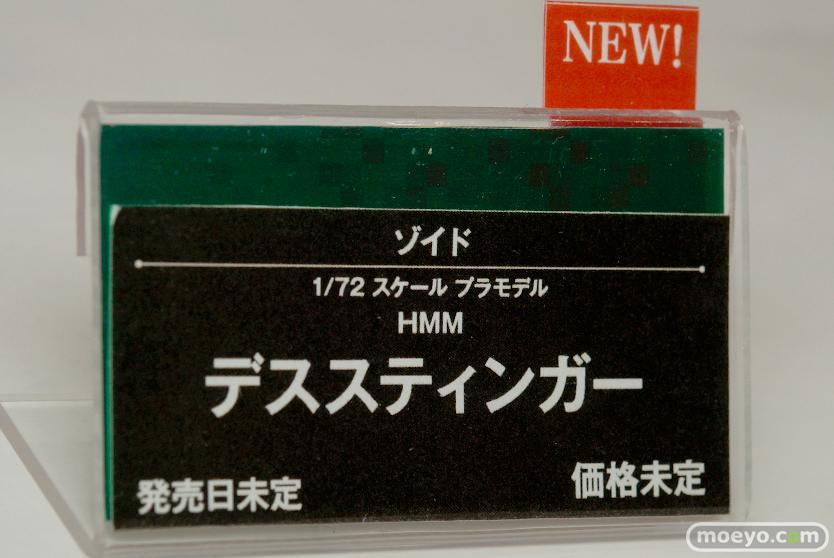 NEW!
ゾイド
1/72 スケール プラモデル
HMM
デススティンガー
発売日未定
価格未定
moeyo.com